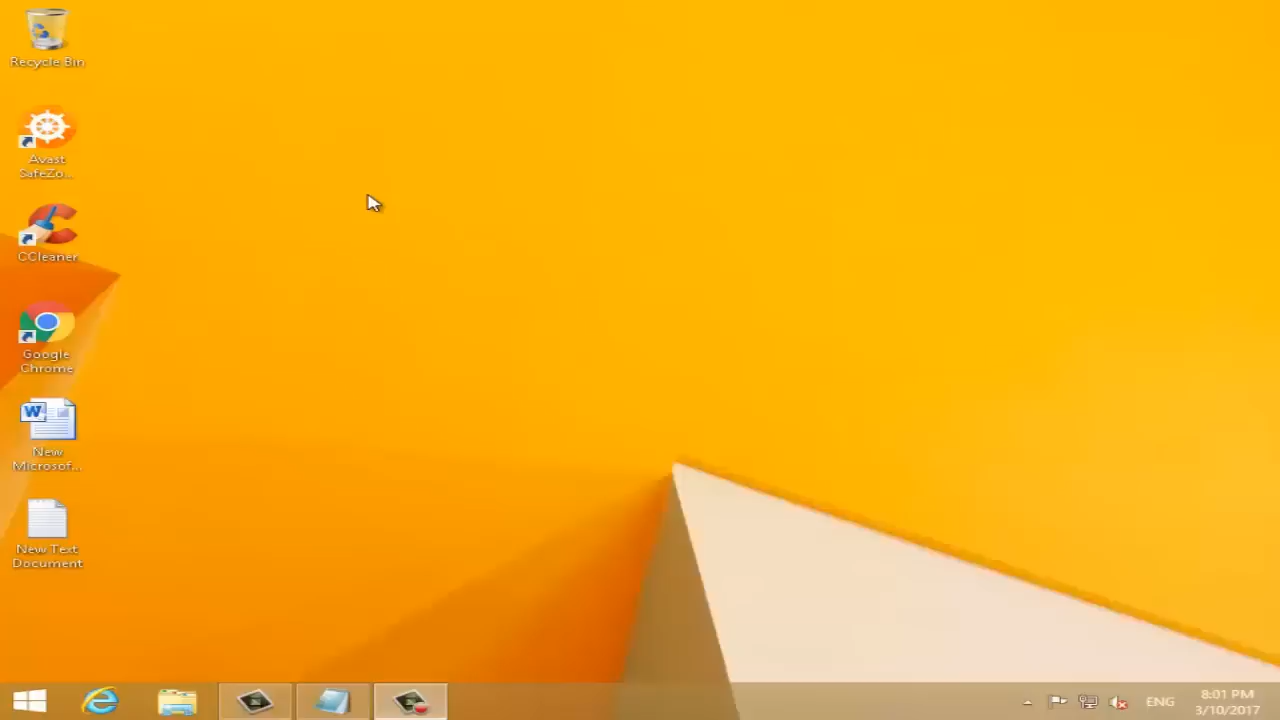 Recycle Bin
Avast
SafeZo...
CCleaner
Google
Chrome
W
New
Microsof...
New Text
Document
ENG
8:01 PM
3/10/2017